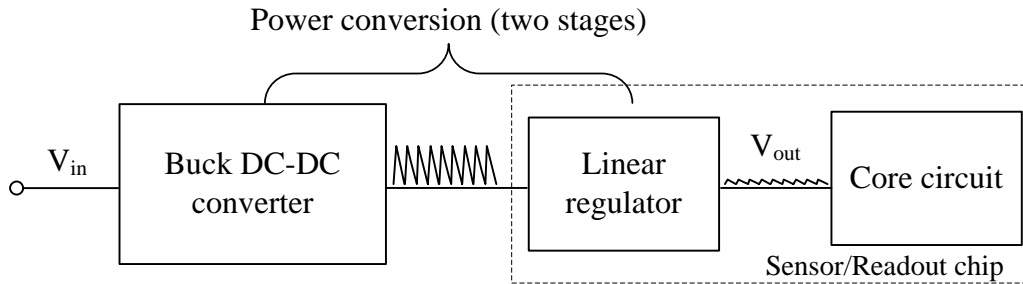 Power conversion (two stages)
V_in
Buck DC-DC
converter
Linear
regulator
V_out
Core circuit
Sensor/Readout chip